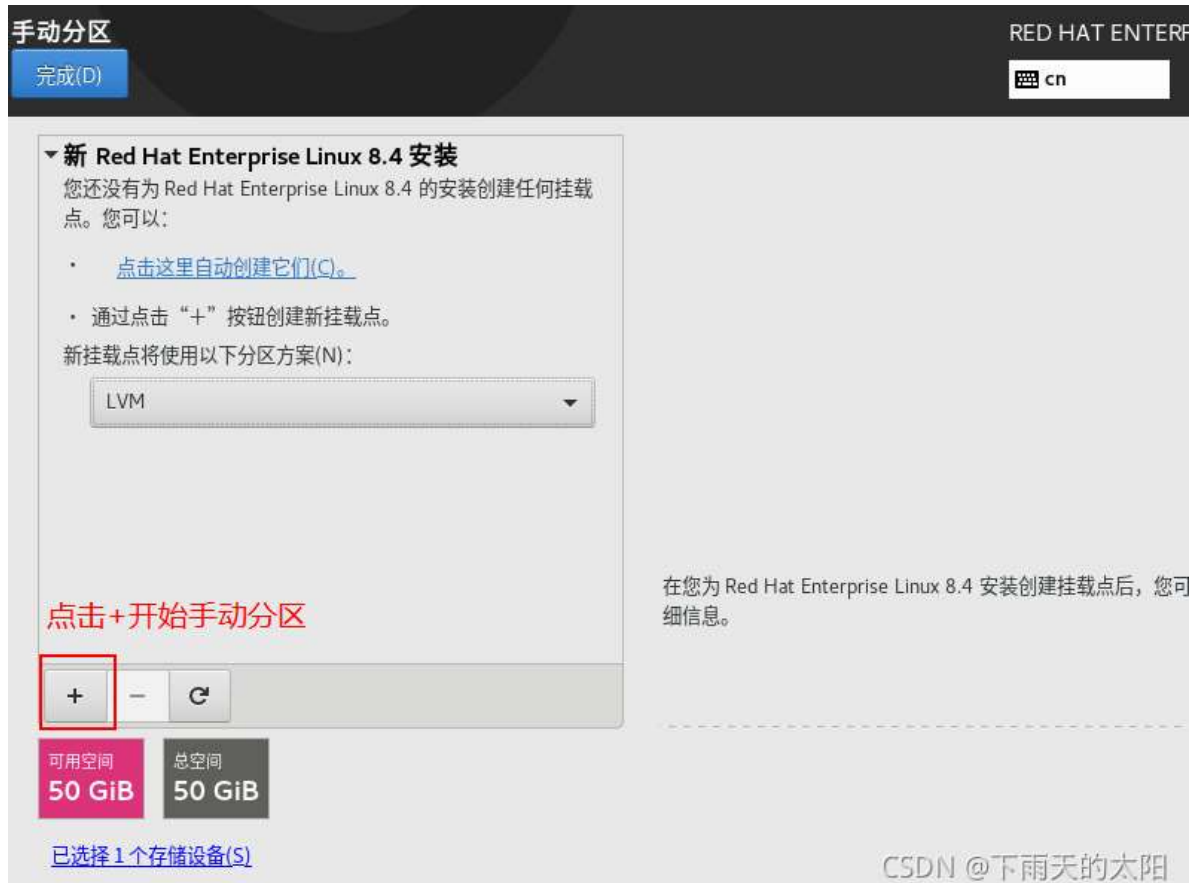 手动分区
RED HAT ENTERP
完成(D)
cn
新 Red Hat Enterprise Linux 8.4 安装
您还没有为 Red Hat Enterprise Linux 8.4 的安装创建任何挂载
点。您可以：
· 点击这里自动创建它们(C)。
· 通过点击“+”按钮创建新挂载点。
新挂载点将使用以下分区方案(N)：
LVM
在您为 Red Hat Enterprise Linux 8.4 安装创建挂载点后，您可
细信息。
点击+开始手动分区
+ −
可用空间
50 GiB
总空间
50 GiB
已选择 1 个存储设备(S)
CSDN @下雨天的太阳